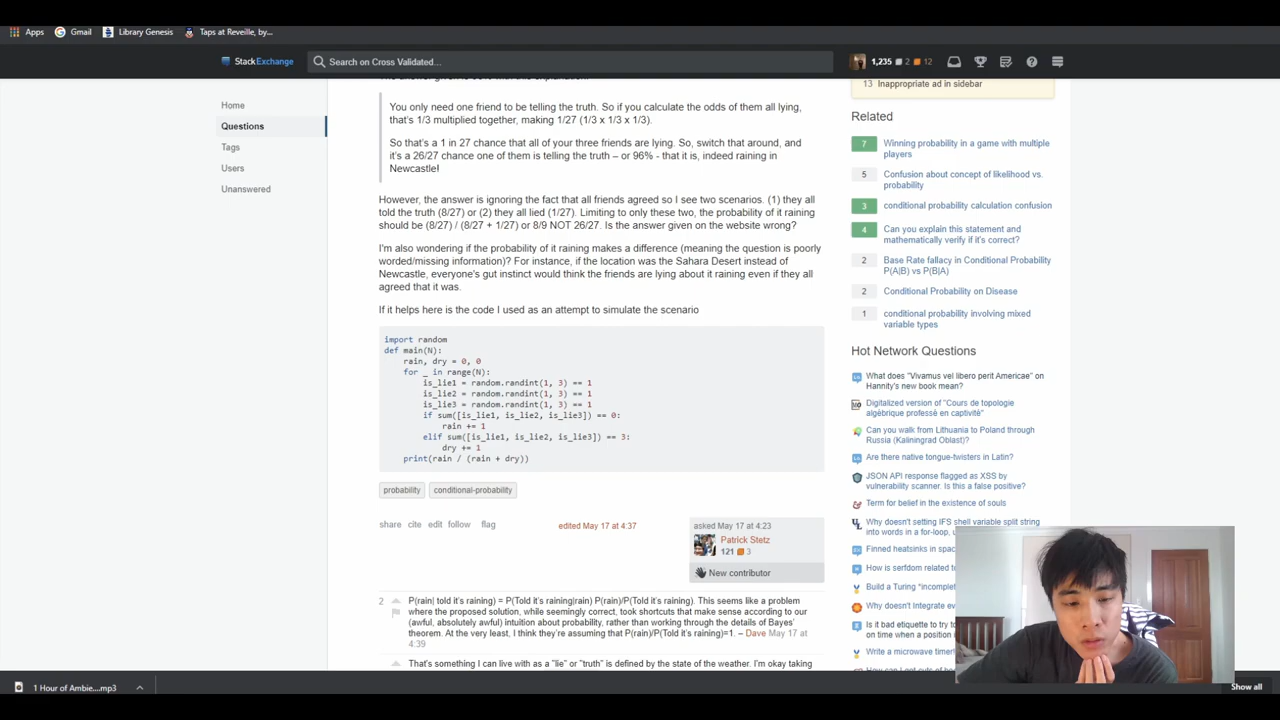 Apps
Gmail
Library Genesis
Taps at Reveille, by...
StackExchange
Search on Cross Validated...
1,235 2 12
Home
Questions
Tags
Users
Unanswered
You only need one friend to be telling the truth. So if you calculate the odds of them all lying,
that's 1/3 multiplied together, making 1/27 (1/3 x 1/3 x 1/3).
So that's a 1 in 27 chance that all of your three friends are lying. So, switch that around, and
it's a 26/27 chance one of them is telling the truth – or 96% - that it is, indeed raining in
Newcastle!
However, the answer is ignoring the fact that all friends agreed so I see two scenarios. (1) they all
told the truth (8/27) or (2) they all lied (1/27). Limiting to only these two, the probability of it raining
should be (8/27) / (8/27 + 1/27) or 8/9 NOT 26/27. Is the answer given on the website wrong?
I'm also wondering if the probability of it raining makes a difference (meaning the question is poorly
worded/missing information)? For instance, if the location was the Sahara Desert instead of
Newcastle, everyone's gut instinct would think the friends are lying about it raining even if they all
agreed that it was.
If it helps here is the code I used as an attempt to simulate the scenario
import random
def main(N):
rain, dry = 0, 0
for _ in range(N):
is_lie1 = random.randint(1, 3) == 1
is_lie2 = random.randint(1, 3) == 1
is_lie3 = random.randint(1, 3) == 1
if sum([is_lie1, is_lie2, is_lie3]) == 0:
rain += 1
elif sum([is_lie1, is_lie2, is_lie3]) == 3:
dry += 1
print(rain / (rain + dry))
probability
conditional-probability
share cite edit follow flag
edited May 17 at 4:37
asked May 17 at 4:23
Patrick Stetz
121 3
New contributor
2
P(rain| told it's raining) = P(Told it's raining|rain) P(rain)/P(Told it's raining). This seems like a problem
where the proposed solution, while seemingly correct, took shortcuts that make sense according to our
(awful, absolutely awful) intuition about probability, rather than working through the details of Bayes'
theorem. At the very least, I think they're assuming that P(rain)/P(Told it's raining)=1. – Dave May 17 at
4:39
That's something I can live with as a "lie" or "truth" is defined by the state of the weather. I'm okay taking
13 Inappropriate ad in sidebar
Related
7 Winning probability in a game with multiple
players
5 Confusion about concept of likelihood vs.
probability
3 conditional probability calculation confusion
4 Can you explain this statement and
mathematically verify if it's correct?
2 Base Rate fallacy in Conditional Probability
P(A|B) vs P(B|A)
2 Conditional Probability on Disease
1 conditional probability involving mixed
variable types
Hot Network Questions
What does "Vivamus vel libero perit Americae" on
Hannity's new book mean?
Digitalized version of "Cours de topologie
algèbrique professè en captivitè"
Can you walk from Lithuania to Poland through
Russia (Kaliningrad Oblast)?
Are there native tongue-twisters in Latin?
JSON API response flagged as XSS by
vulnerability scanner. Is this a false positive?
Term for belief in the existence of souls
Why doesn't setting IFS shell variable split string
into words in a for-loop,
Finned heatsinks in
How is serfdom related
Build a Turing
Why doesn't Integrate
Is it bad etiquette to try
on time when a position
Write a microwave
1 Hour of Ambie....mp3
Show all